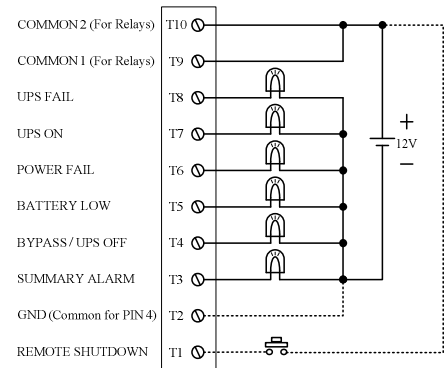 COMMON 2 (For Relays) T10
COMMON 1 (For Relays) T9
UPS FAIL T8
UPS ON T7
POWER FAIL T6
BATTERY LOW T5
BYPASS / UPS OFF T4
SUMMARY ALARM T3
GND (Common for PIN 4) T2
REMOTE SHUTDOWN T1
+
12V
−